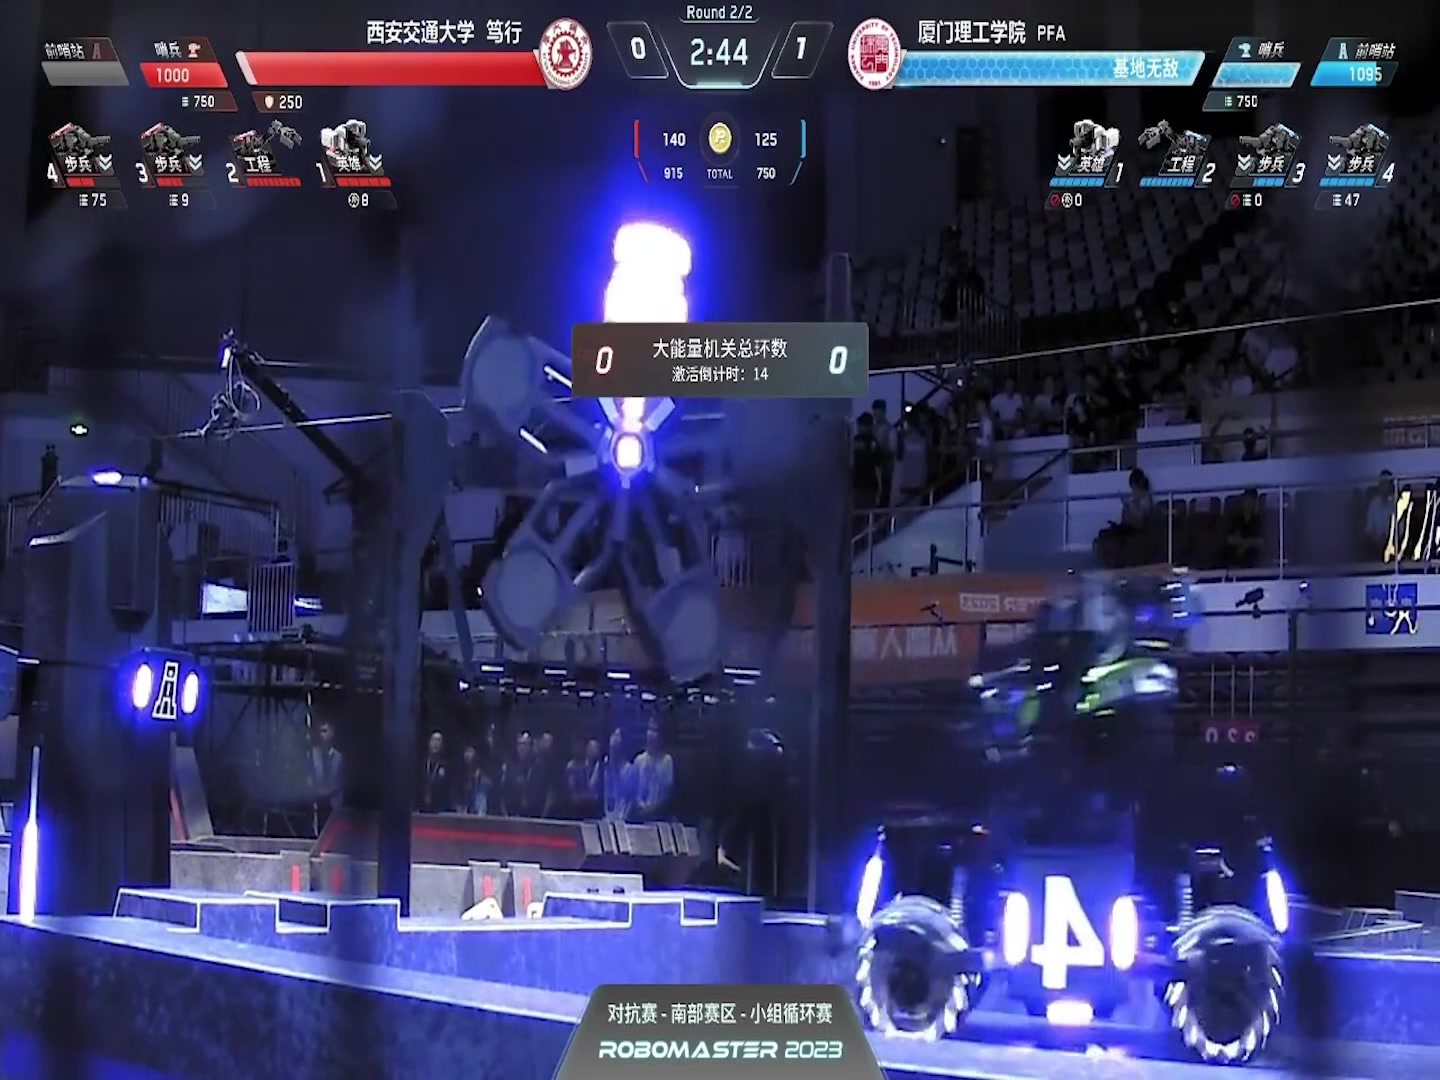 Round 2/2
西安交通大学 笃行
0
2:44
1
厦门理工学院 PFA
前哨站
哨兵
1000
基地无敌
哨兵
前哨站
1095
750
250
750
4 步兵
3 步兵
2 工程
1 英雄
140
125
915
TOTAL
750
英雄 1
工程 2
步兵 3
步兵 4
75
9
8
0
0
47
0
大能量机关总环数
激活倒计时：14
0
4
对抗赛 - 南部赛区 - 小组循环赛
ROBOMASTER 2023